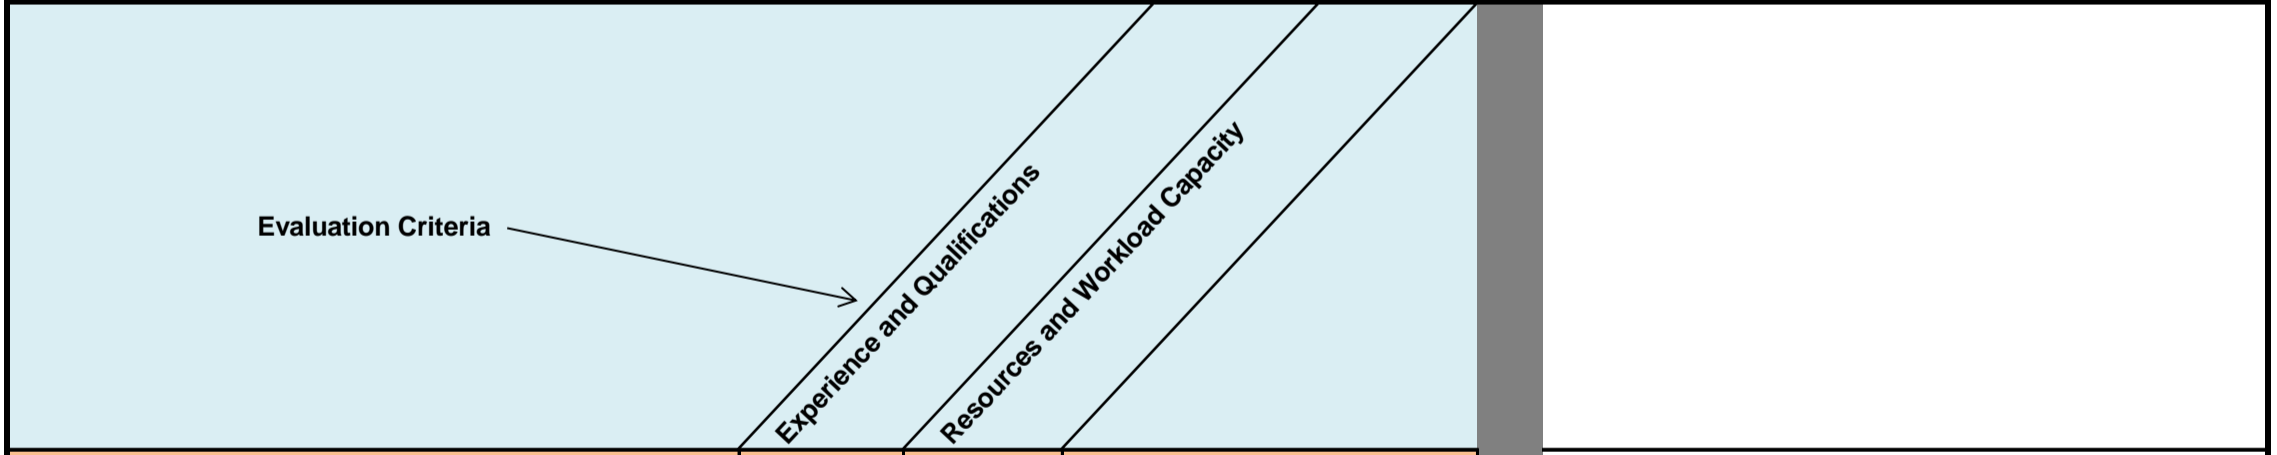 Evaluation Criteria
Experience and Qualifications
Resources and Workload Capacity